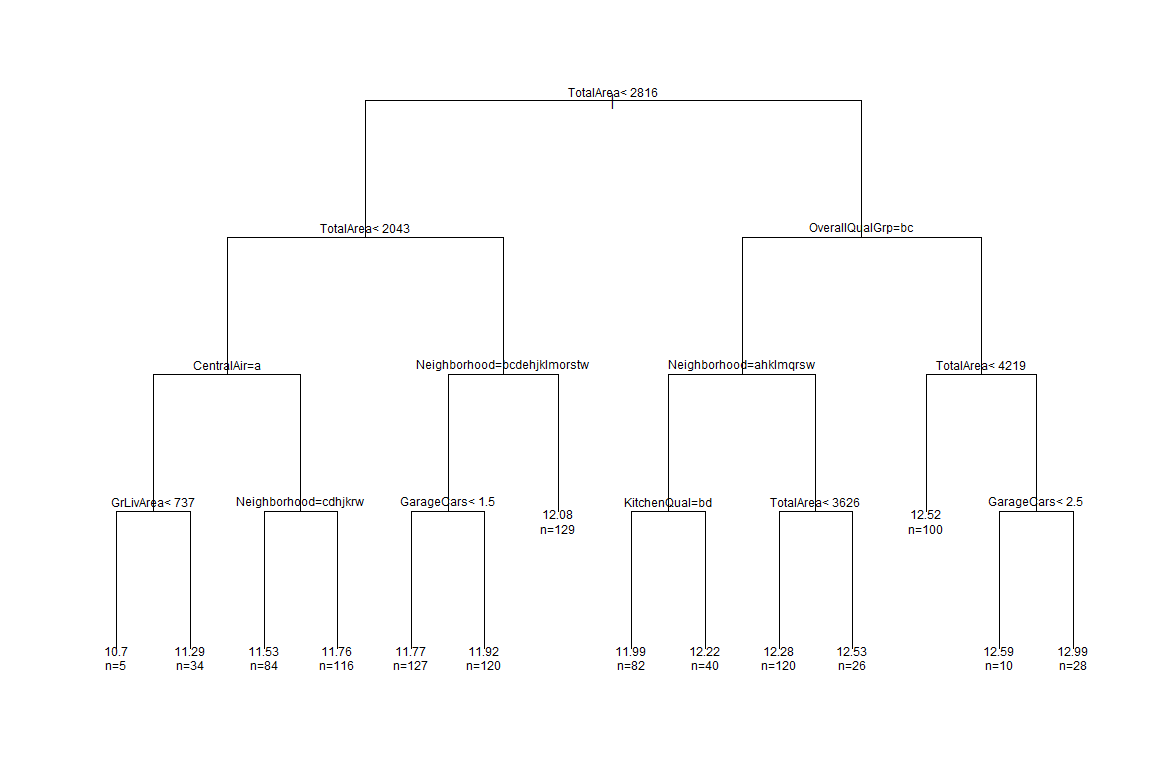 TotalArea< 2816
TotalArea< 2043
OverallQualGrp=bc
CentralAir=a
Neighborhood=bcdehjklmorstw
Neighborhood=ahklmqrsw
TotalArea< 4219
GrLivArea< 737
Neighborhood=cdhjkrw
GarageCars< 1.5
12.08
n=129
KitchenQual=bd
TotalArea< 3626
12.52
n=100
GarageCars< 2.5
10.7
n=5
11.29
n=34
11.53
n=84
11.76
n=116
11.77
n=127
11.92
n=120
11.99
n=82
12.22
n=40
12.28
n=120
12.53
n=26
12.59
n=10
12.99
n=28